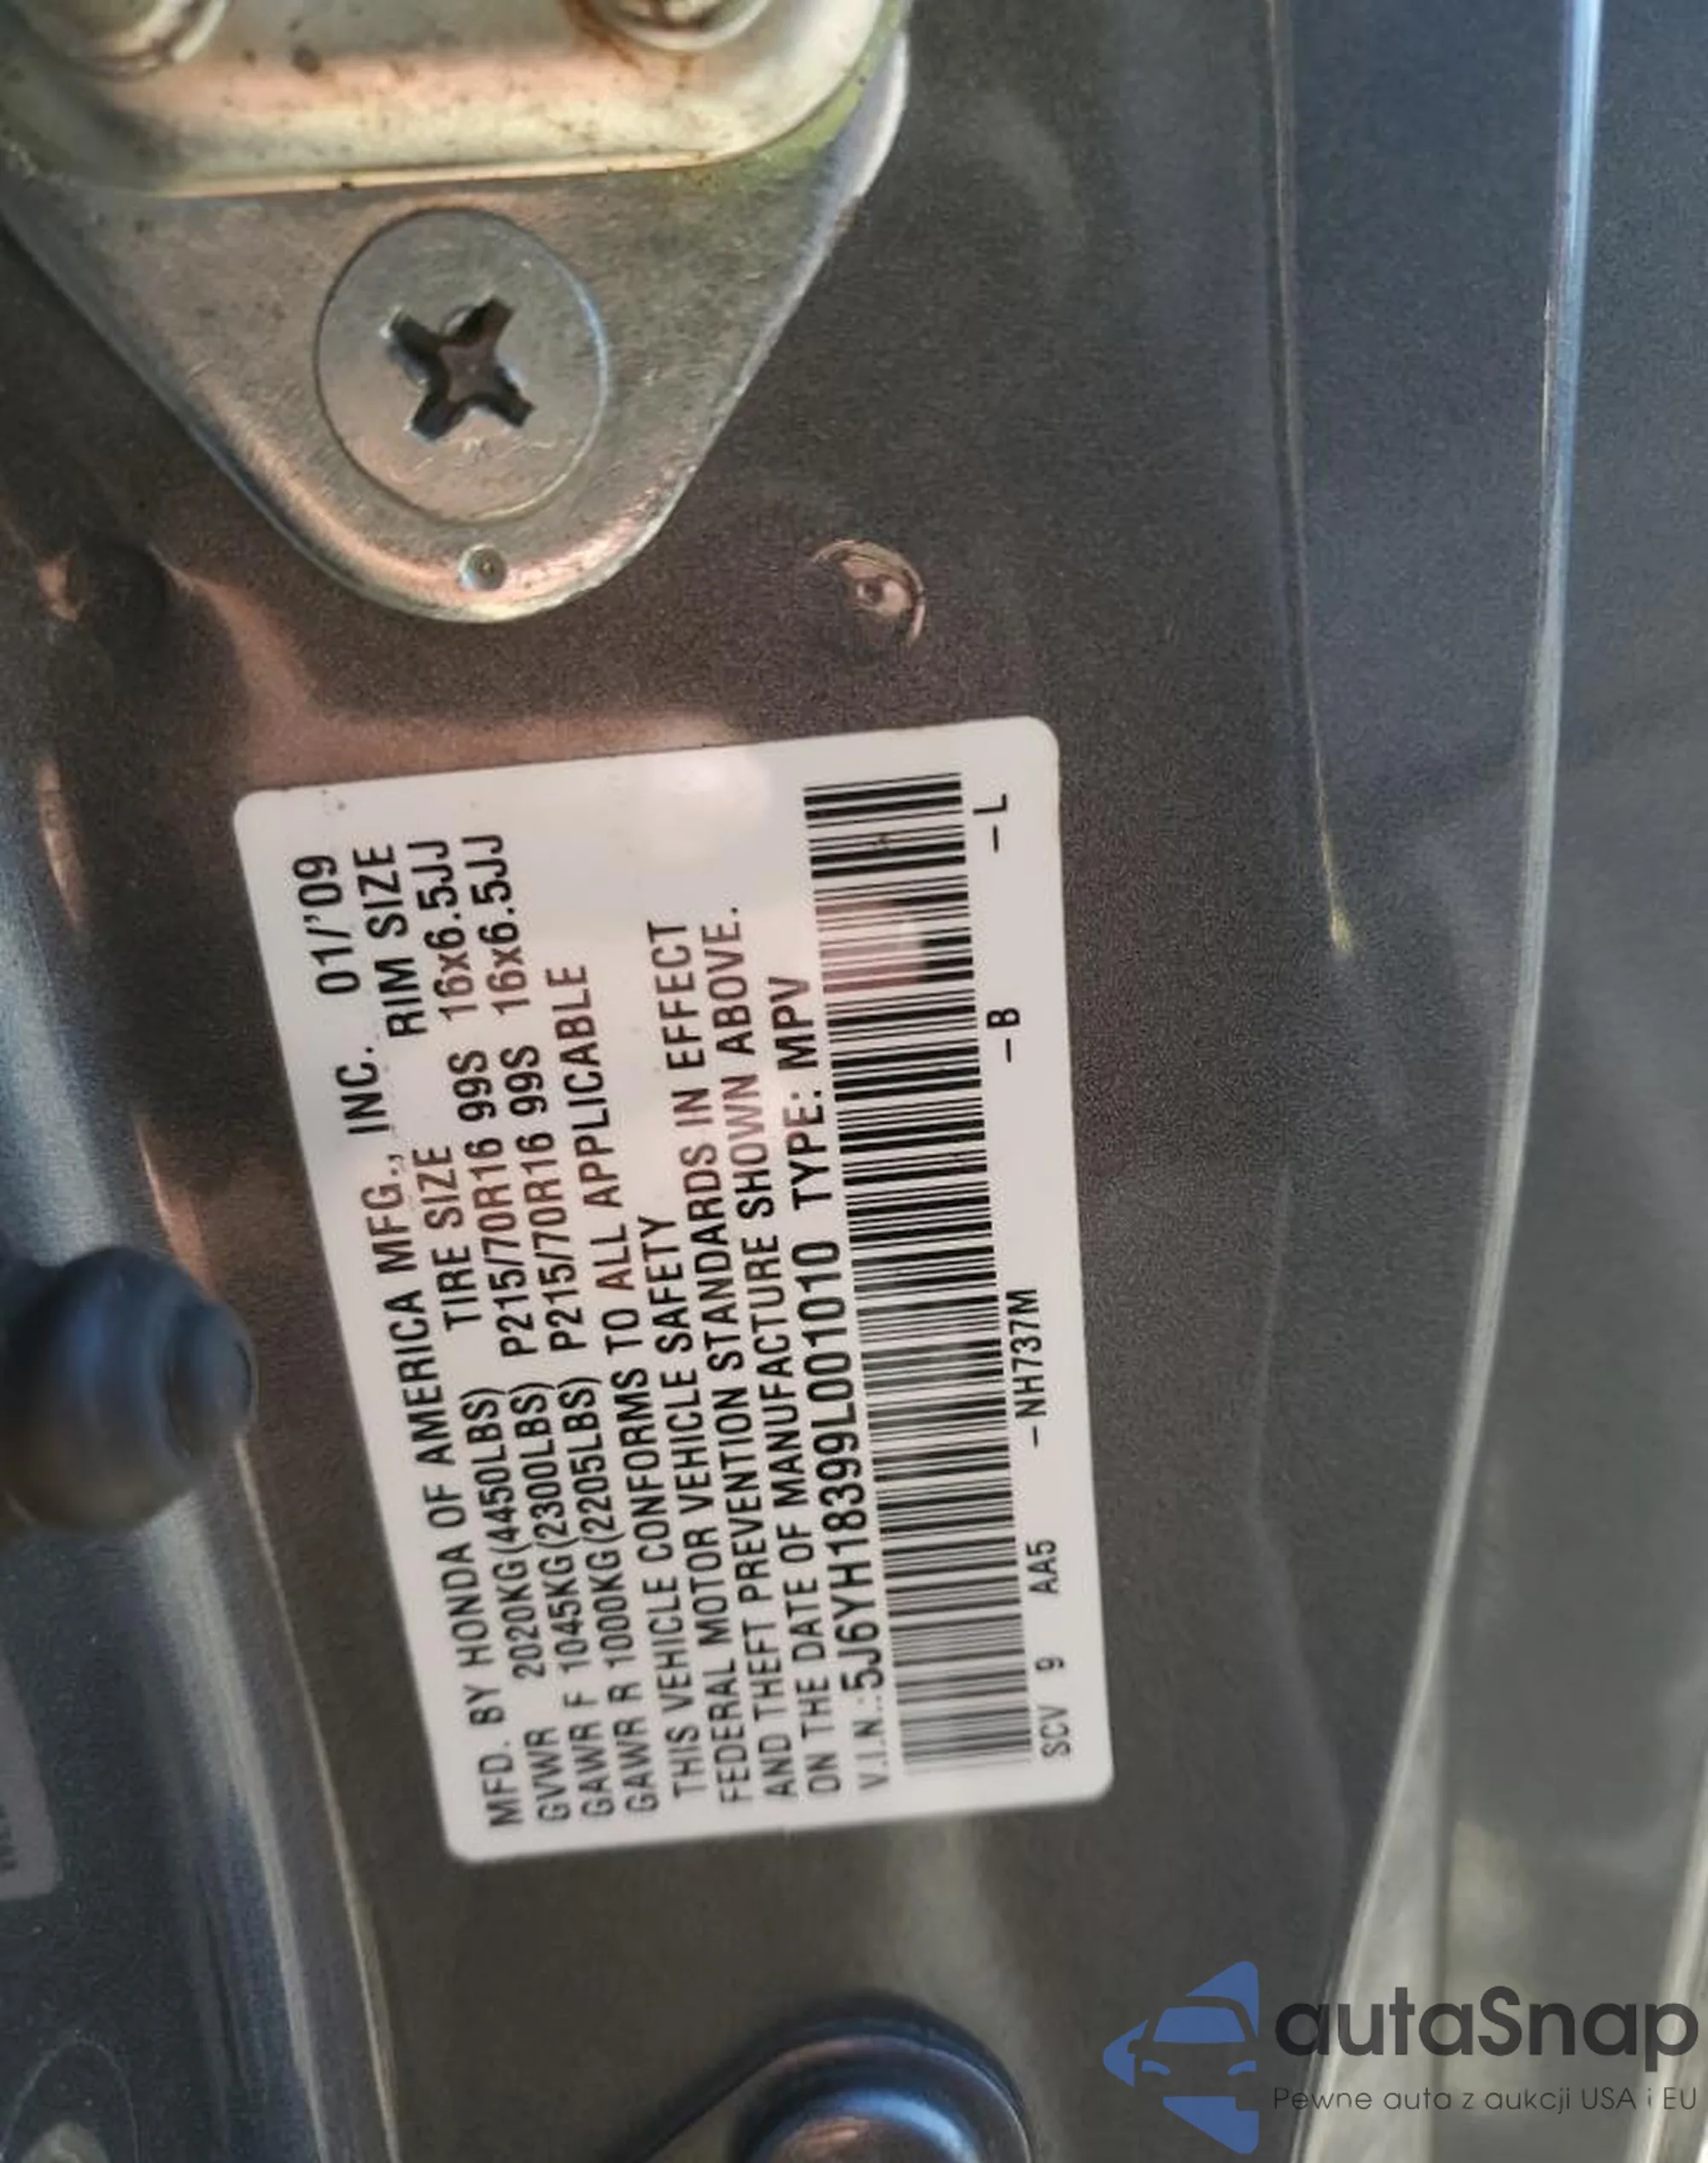 MFD. BY HONDA OF AMERICA MFG., INC. 01/'09
GVWR 2020KG(4450LBS) TIRE SIZE RIM SIZE
GAWR F 1045KG(2300LBS) P215/70R16 99S 16x6.5JJ
GAWR R 1000KG(2205LBS) P215/70R16 99S 16x6.5JJ
THIS VEHICLE CONFORMS TO ALL APPLICABLE
FEDERAL MOTOR VEHICLE SAFETY
AND THEFT PREVENTION STANDARDS IN EFFECT
ON THE DATE OF MANUFACTURE SHOWN ABOVE.
V.I.N.:5J6YH18399L001010 TYPE: MPV
SCV 9 AA5 –NH737M –B –L
autaSnap
Pewne auta z aukcji USA i EU